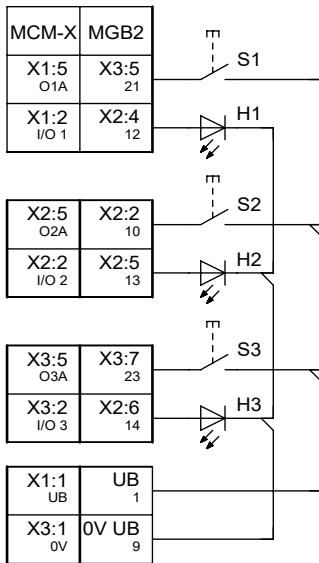 MCM-X MGB2
X1:5 X3:5 S1
O1A 21
X1:2 X2:4 H1
I/O 1 12
X2:5 X2:2 S2
O2A 10
X2:2 X2:5 H2
I/O 2 13
X3:5 X3:7 S3
O3A 23
X3:2 X2:6 H3
I/O 3 14
X1:1 UB
UB 1
X3:1 0V UB
0V 9